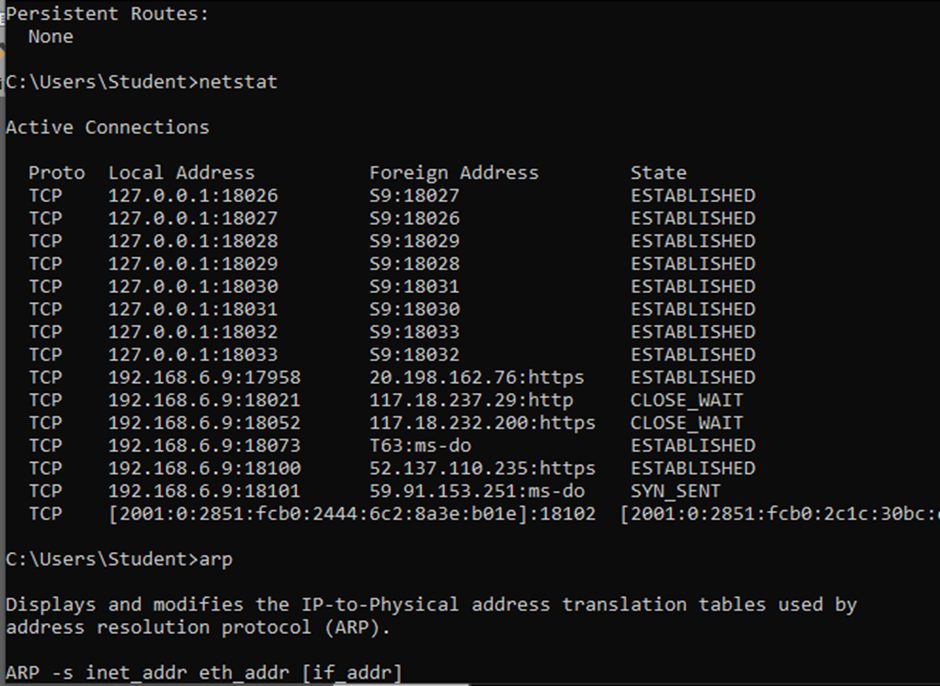 Persistent Routes:
  None

C:\Users\Student>netstat

Active Connections

  Proto  Local Address          Foreign Address        State
  TCP    127.0.0.1:18026        S9:18027               ESTABLISHED
  TCP    127.0.0.1:18027        S9:18026               ESTABLISHED
  TCP    127.0.0.1:18028        S9:18029               ESTABLISHED
  TCP    127.0.0.1:18029        S9:18028               ESTABLISHED
  TCP    127.0.0.1:18030        S9:18031               ESTABLISHED
  TCP    127.0.0.1:18031        S9:18030               ESTABLISHED
  TCP    127.0.0.1:18032        S9:18033               ESTABLISHED
  TCP    127.0.0.1:18033        S9:18032               ESTABLISHED
  TCP    192.168.6.9:17958      20.198.162.76:https    ESTABLISHED
  TCP    192.168.6.9:18021      117.18.237.29:http     CLOSE_WAIT
  TCP    192.168.6.9:18052      117.18.232.200:https   CLOSE_WAIT
  TCP    192.168.6.9:18073      T63:ms-do              ESTABLISHED
  TCP    192.168.6.9:18100      52.137.110.235:https   ESTABLISHED
  TCP    192.168.6.9:18101      59.91.153.251:ms-do    SYN_SENT
  TCP    [2001:0:2851:fcb0:2444:6c2:8a3e:b01e]:18102  [2001:0:2851:fcb0:2c1c:30bc:

C:\Users\Student>arp

Displays and modifies the IP-to-Physical address translation tables used by
address resolution protocol (ARP).

ARP -s inet_addr eth_addr [if_addr]